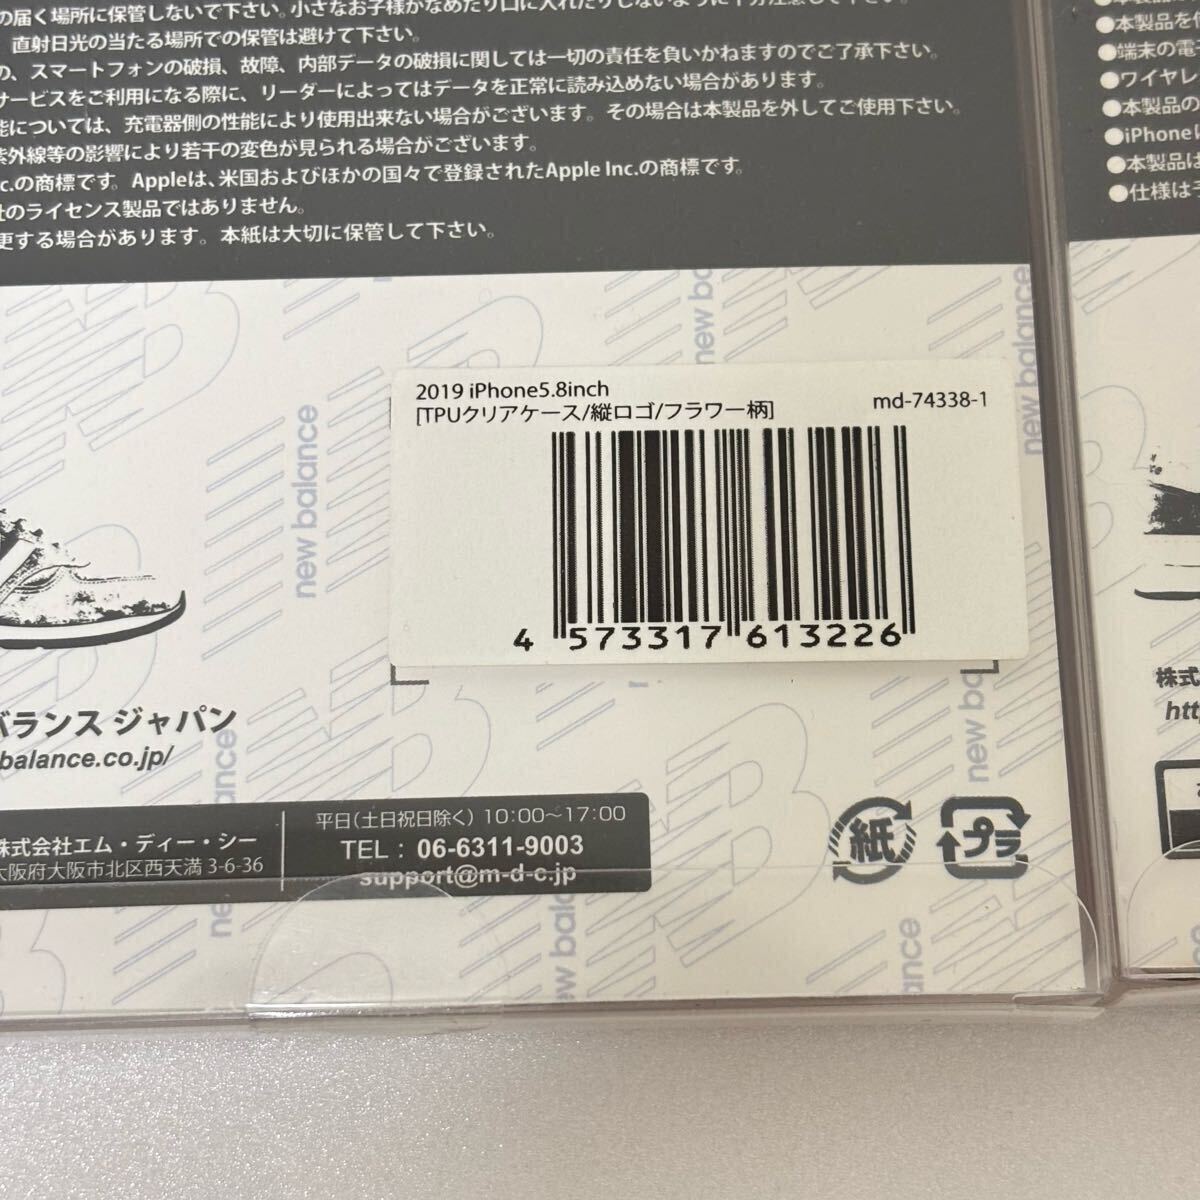 の届く場所に保管しないで下さい。小さなお子様がなめたり口に入れたりしないように十分注意して下さい。
直射日光の当たる場所での保管は避けて下さい。
の、スマートフォンの破損、故障、内部データの破損に関しては一切の責任を負いかねますのでご了承下さい。
サービスをご利用になる際に、リーダーによってはデータを正常に読み込めない場合があります。
能については、充電器側の性能により使用出来ない場合がございます。その場合は本製品を外してご使用下さい。
紫外線等の影響により若干の変色が見られる場合がございます。
c.の商標です。Appleは、米国およびほかの国々で登録されたApple Inc.の商標です。
社のライセンス製品ではありません。
更する場合があります。本紙は大切に保管して下さい。
●本製品を
●端末の電
●ワイヤレ
●本製品の
●iPhoneに
●本製品は
●仕様は予
2019 iPhone5.8inch
[TPUクリアケース/縦ロゴ/フラワー柄]
md-74338-1
4 573317 613226
new balance
new balance
new balance
バランス ジャパン
balance.co.jp/
株式会社エム・ディー・シー
大阪府大阪市北区西天満 3-6-36
平日(土日祝日除く) 10:00～17:00
TEL : 06-6311-9003
support@m-d-c.jp
紙
プラ
株式
htt